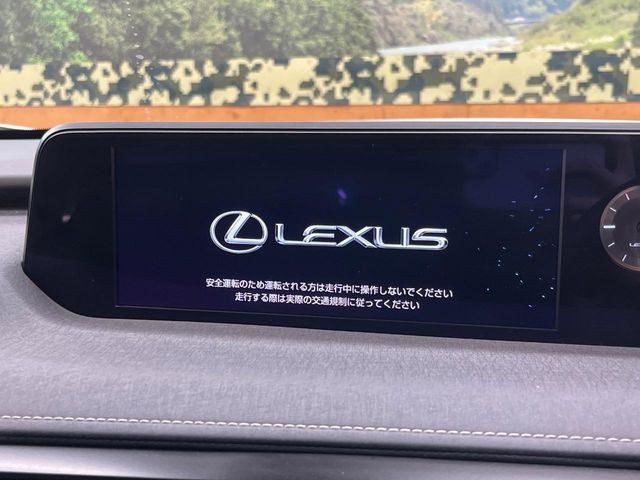 LEXUS
安全運転のため運転される方は走行中に操作しないでください
走行する際は実際の交通規制に従ってください